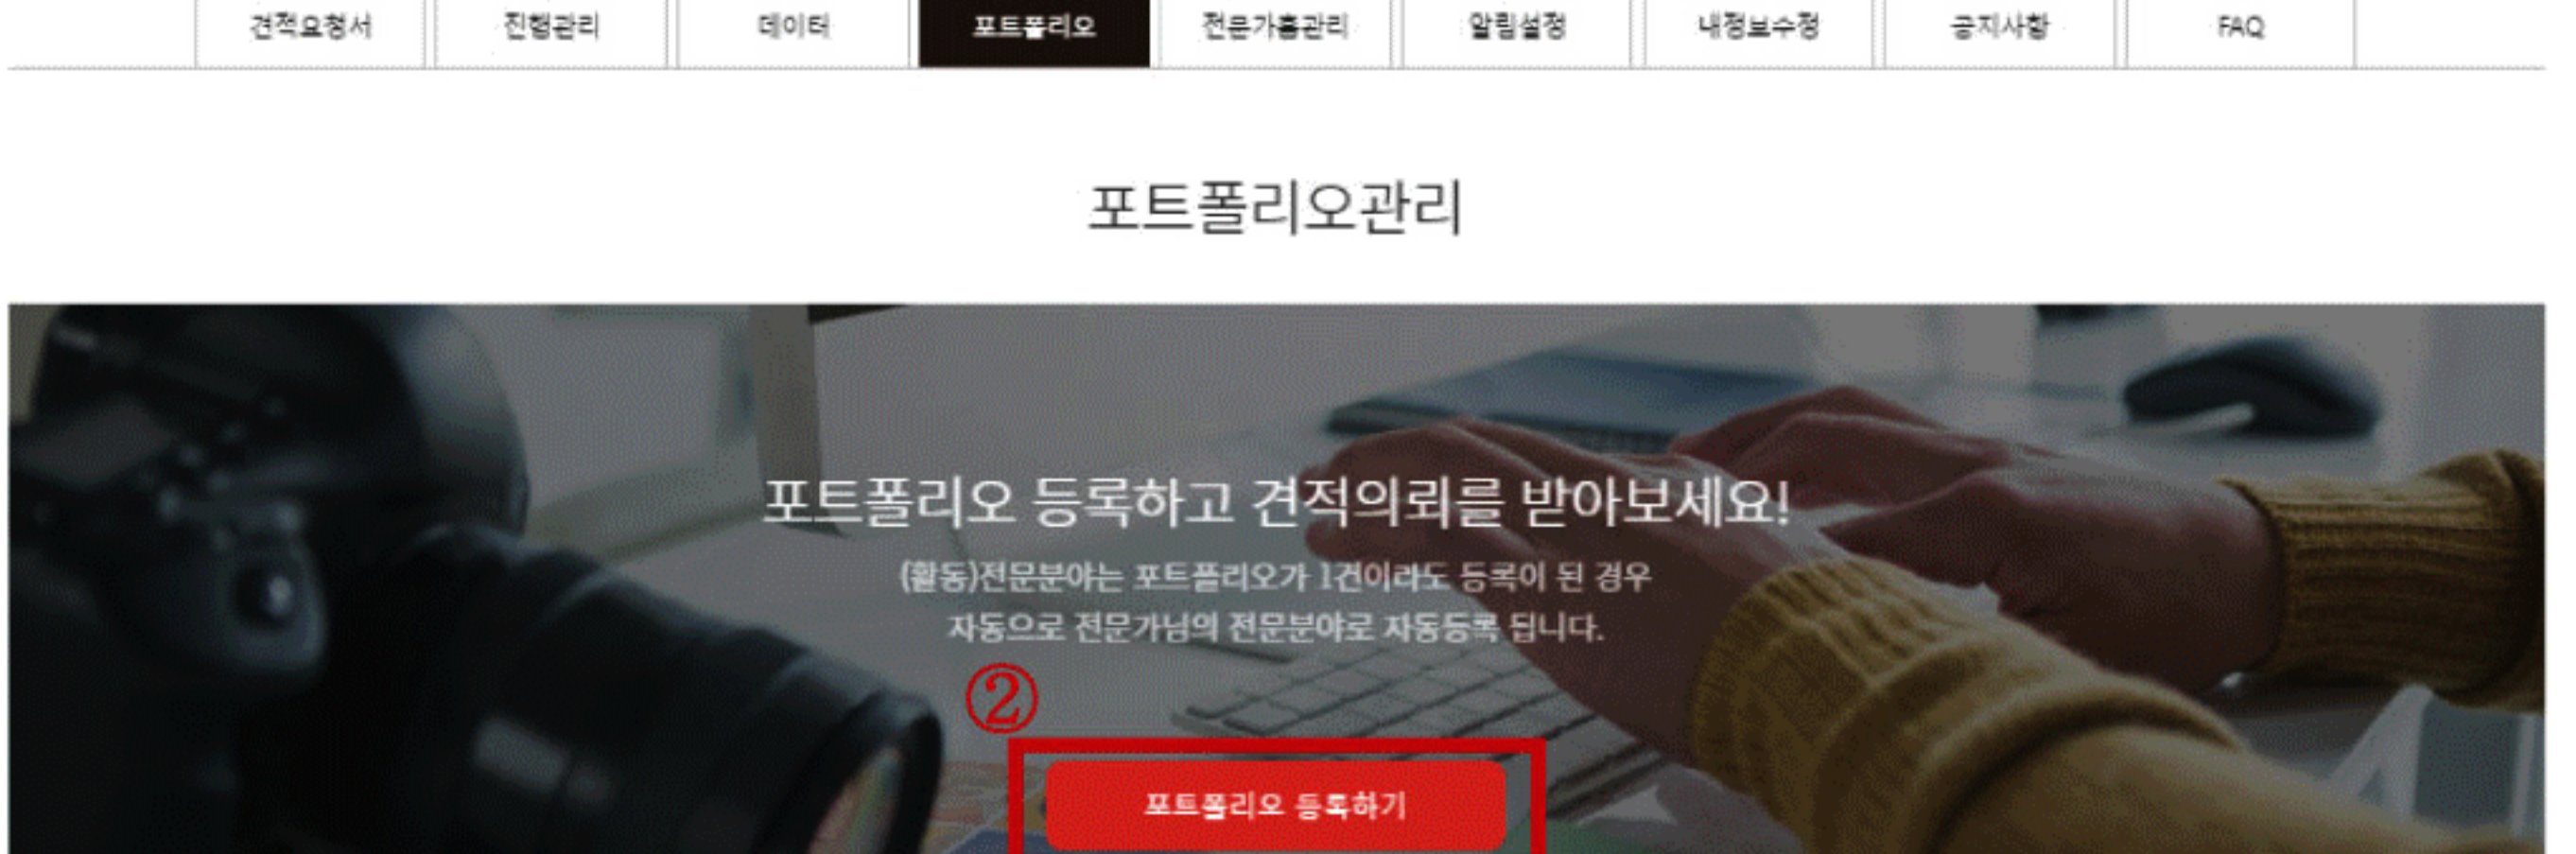 견적요청서 진행관리 데이터 포트폴리오 전문가홈관리 알림설정 내정보수정 공지사항 FAQ
포트폴리오관리
포트폴리오 등록하고 견적의뢰를 받아보세요!
(활동)전문분야는 포트폴리오가 1건이라도 등록이 된 경우
자동으로 전문가님의 전문분야로 자동등록 됩니다.
②
포트폴리오 등록하기